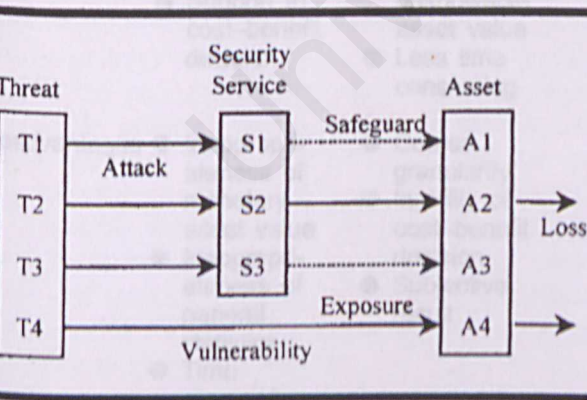 Security
Threat Service Asset
T1 S1 Safeguard A1
Attack
T2 S2 A2
Loss
T3 S3 A3
Exposure
T4 A4
Vulnerability